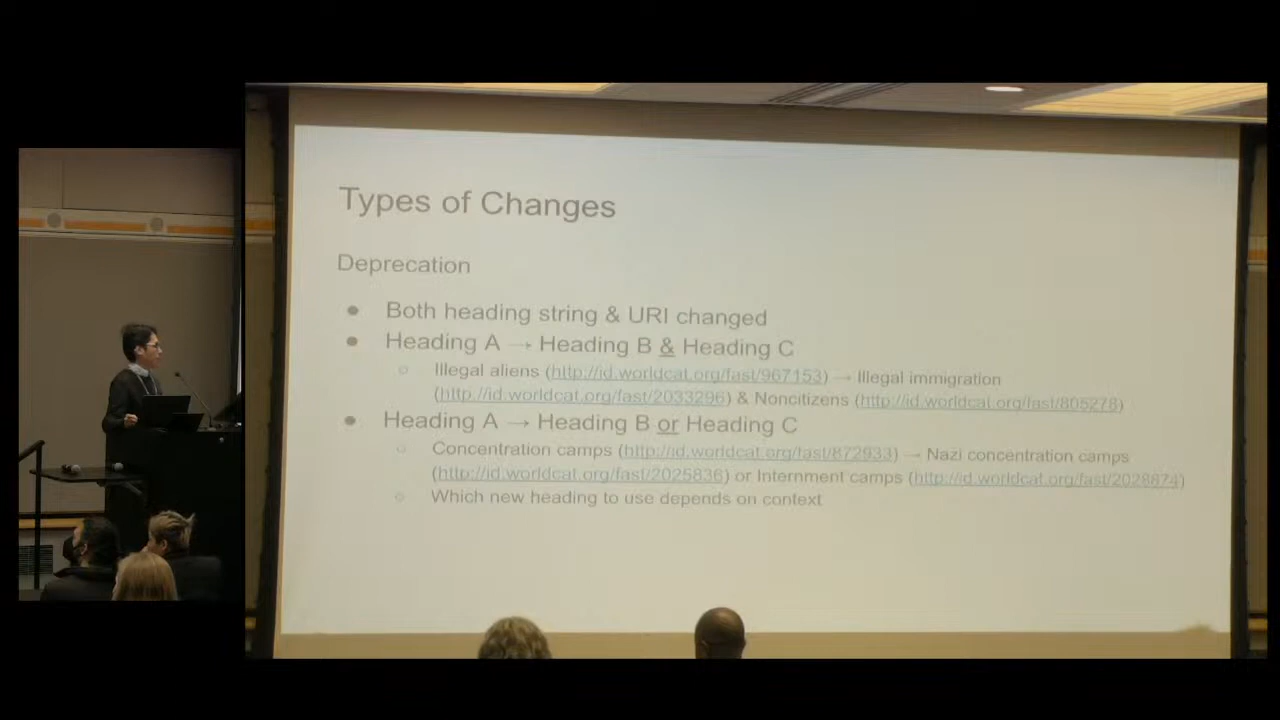 Types of Changes
Deprecation
● Both heading string & URI changed
● Heading A → Heading B & Heading C
○ Illegal aliens (http://id.worldcat.org/fast/967153) → Illegal immigration
(http://id.worldcat.org/fast/2033296) & Noncitizens (http://id.worldcat.org/fast/805278)
● Heading A → Heading B or Heading C
○ Concentration camps (http://id.worldcat.org/fast/872933) → Nazi concentration camps
(http://id.worldcat.org/fast/2025836) or Internment camps (http://id.worldcat.org/fast/2028874)
○ Which new heading to use depends on context